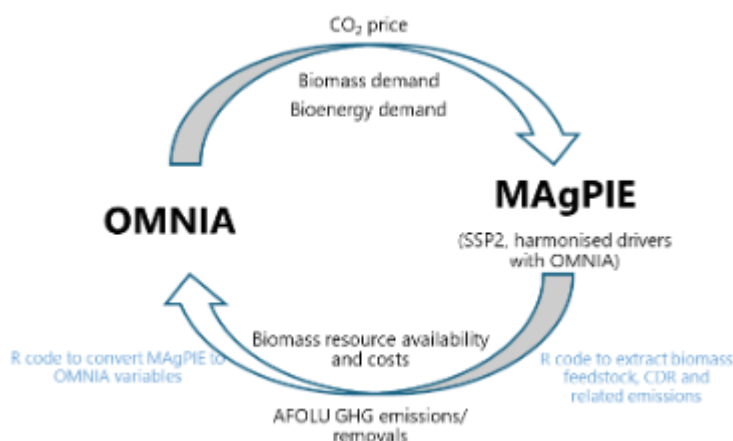 CO₂ price
Biomass demand
Bioenergy demand
OMNIA
MAgPIE
(SSP2, harmonised drivers
with OMNIA)
Biomass resource availability
and costs
R code to convert MAgPIE to
OMNIA variables
R code to extract biomass
feedstock, CDR and
related emissions
AFOLU GHG emissions/
removals